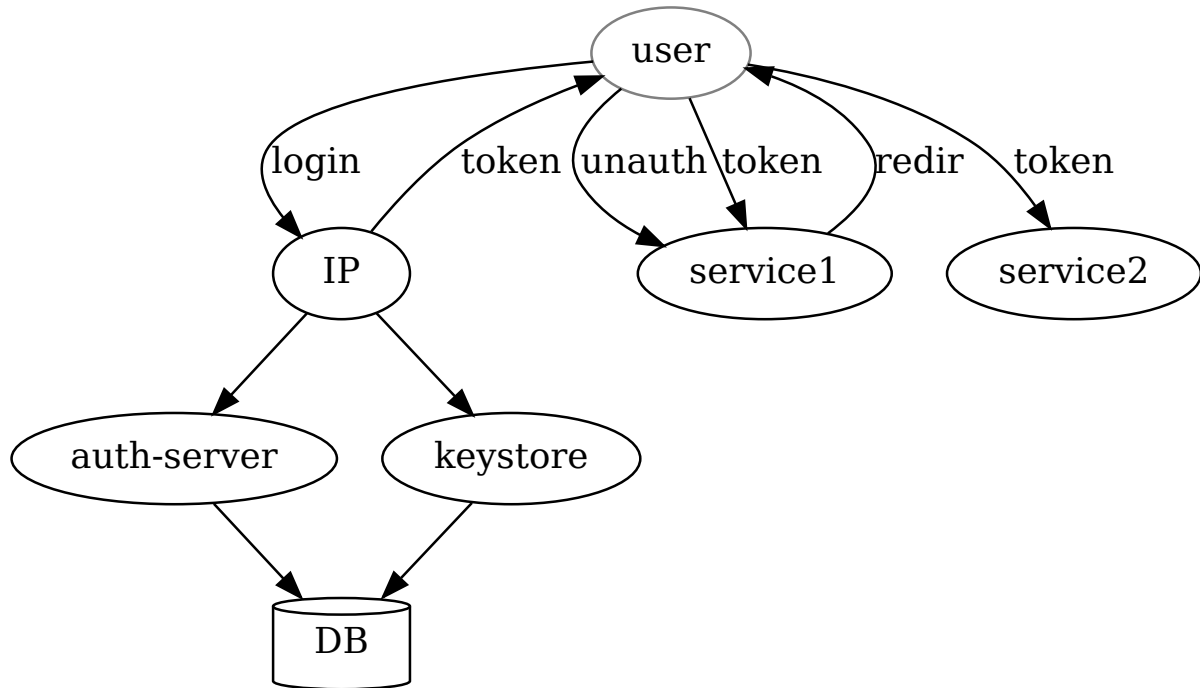 user
login
token
unauth
token
redir
token
IP
service1
service2
auth-server
keystore
DB